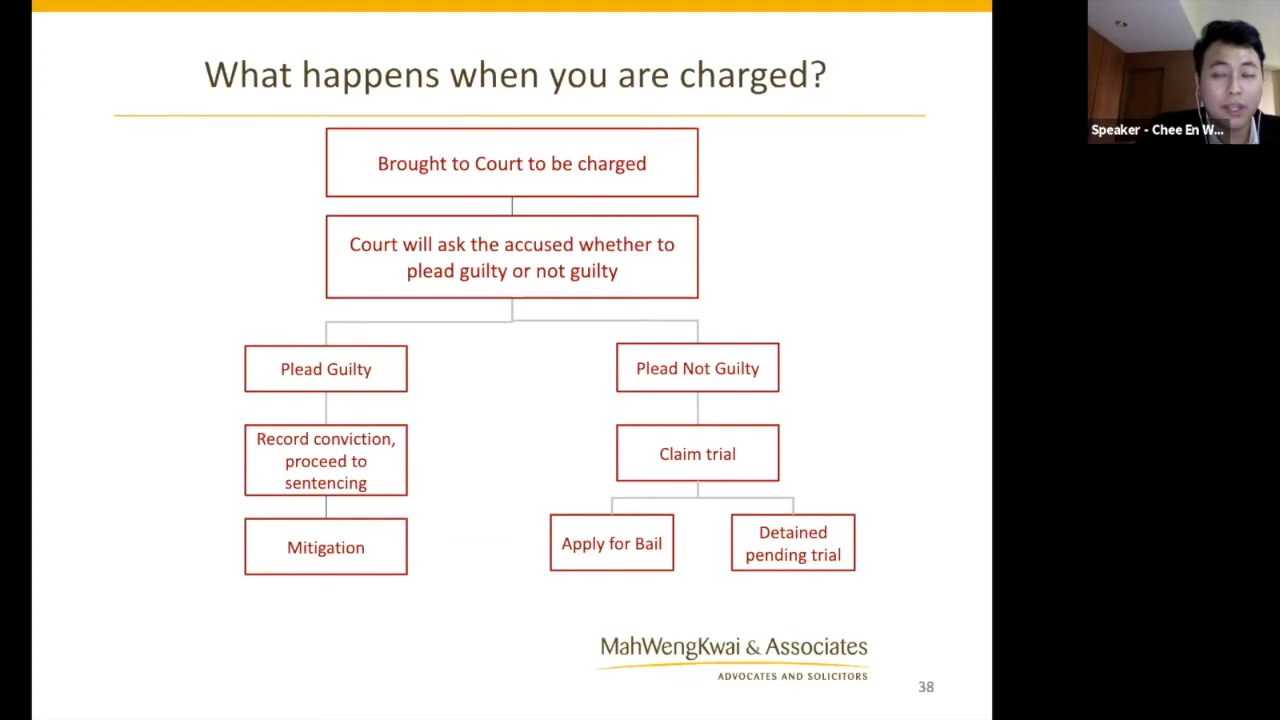 What happens when you are charged?
Speaker - Chee En W...
Brought to Court to be charged
Court will ask the accused whether to
plead guilty or not guilty
Plead Guilty
Plead Not Guilty
Record conviction,
proceed to
sentencing
Claim trial
Mitigation
Apply for Bail
Detained
pending trial
MahWengKwai & Associates
ADVOCATES AND SOLICITORS
38